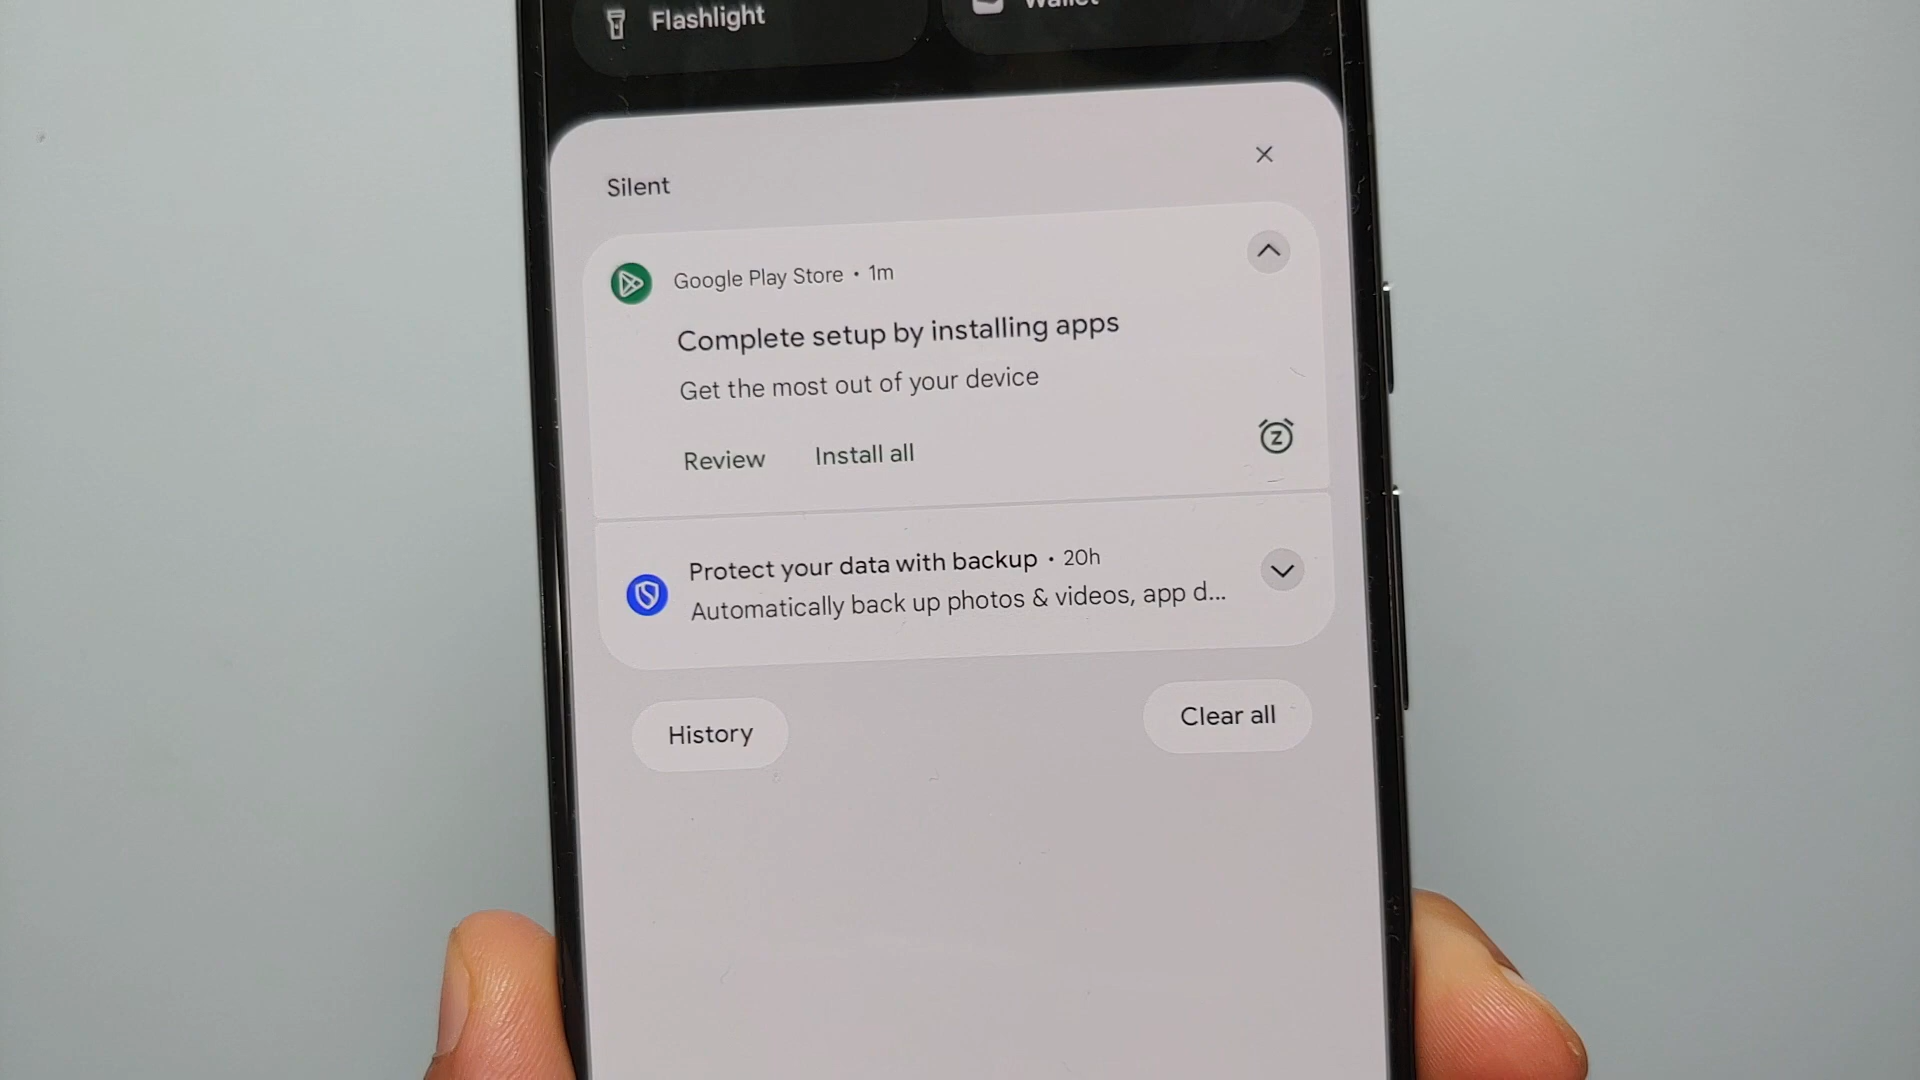 Flashlight
Wallet
Silent
Google Play Store • 1m
Complete setup by installing apps
Get the most out of your device
Review Install all
Protect your data with backup • 20h
Automatically back up photos & videos, app d...
History Clear all